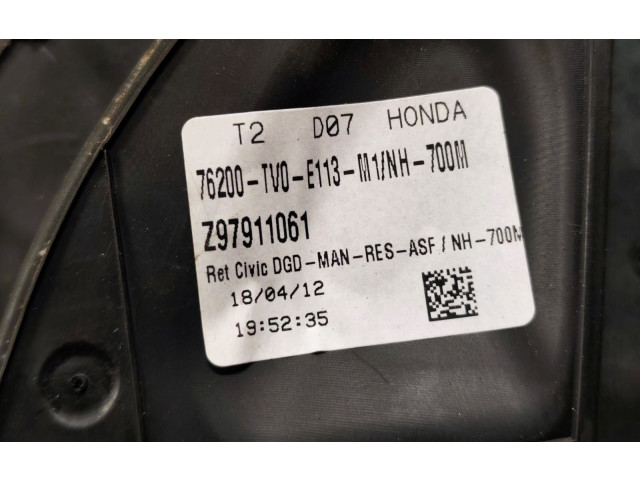 T2 D07 HONDA
76200-TV0-E113-M1/NH-700M
Z97911061
Ret Civic DGD-MAN-RES-ASF / NH-700M
18/04/12
19:52:35